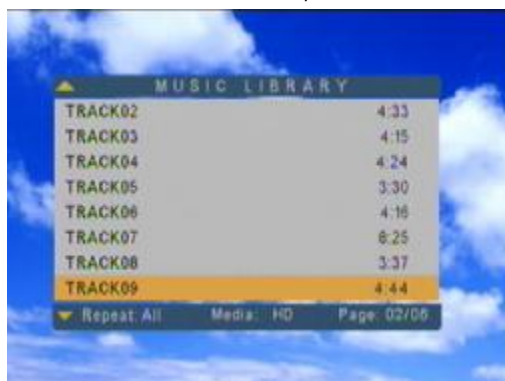 MUSIC LIBRARY
TRACK02 4:33
TRACK03 4:15
TRACK04 4:24
TRACK05 3:30
TRACK06 4:16
TRACK07 6:25
TRACK08 3:37
TRACK09 4:44
Repeat: All Media: HD Page: 02/06